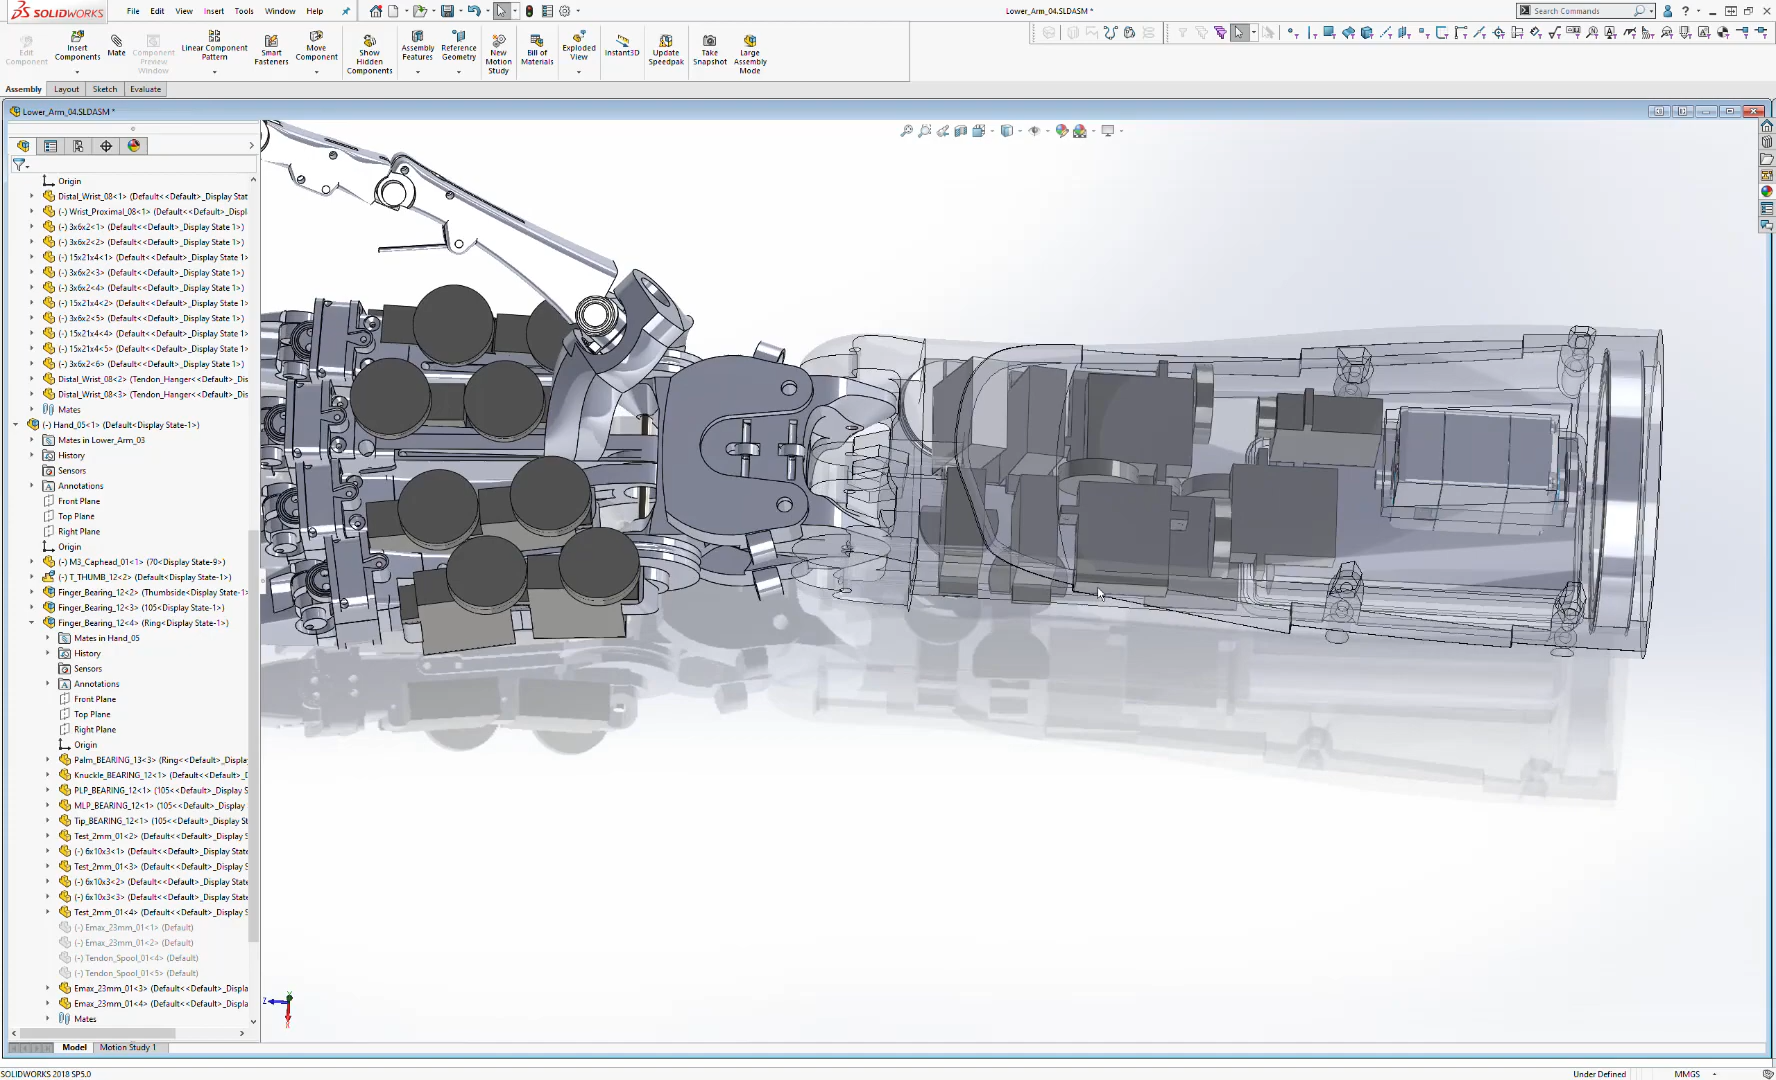 SOLIDWORKS
File Edit View Insert Tools Window Help
Lower_Arm_04.SLDASM *
Search Commands
Edit Component
Insert Components
Mate
Component Preview Window
Linear Component Pattern
Smart Fasteners
Move Component
Show Hidden Components
Assembly Features
Reference Geometry
New Motion Study
Bill of Materials
Exploded View
Instant3D
Update Speedpak
Take Snapshot
Large Assembly Mode
Assembly Layout Sketch Evaluate
Lower_Arm_04.SLDASM *
Origin
Distal_Wrist_08<1> (Default<<Default>_Display Stat
(-) Wrist_Proximal_08<1> (Default<<Default>_Displ
(-) 3x6x2<1> (Default<<Default>_Display State 1>)
(-) 3x6x2<2> (Default<<Default>_Display State 1>)
(-) 15x21x4<1> (Default<<Default>_Display State 1>
(-) 3x6x2<3> (Default<<Default>_Display State 1>)
(-) 3x6x2<4> (Default<<Default>_Display State 1>)
(-) 15x21x4<2> (Default<<Default>_Display State 1>
(-) 3x6x2<5> (Default<<Default>_Display State 1>)
(-) 15x21x4<4> (Default<<Default>_Display State 1>
(-) 15x21x4<5> (Default<<Default>_Display State 1>
(-) 3x6x2<6> (Default<<Default>_Display State 1>)
Distal_Wrist_08<2> (Tendon_Hanger<<Default>_Dis
Distal_Wrist_08<3> (Tendon_Hanger<<Default>_Dis
Mates
(-) Hand_05<1> (Default<Default_Display State-1>)
Mates in Lower_Arm_03
History
Sensors
Annotations
Front Plane
Top Plane
Right Plane
Origin
(-) M3_Caphead_01<1> (70<Display State-9>)
(-) T_THUMB_12<2> (Default<Display State-1>)
Finger_Bearing_12<2> (Thumbside<Display State-1>
Finger_Bearing_12<3> (105<Display State-1>)
Finger_Bearing_12<4> (Ring<Display State-1>)
Mates in Hand_05
History
Sensors
Annotations
Front Plane
Top Plane
Right Plane
Origin
Palm_BEARING_13<3> (Ring<<Default>_Displa
Knuckle_BEARING_12<1> (Default<<Default>_D
PLP_BEARING_12<1> (105<<Default>_Display S
MLP_BEARING_12<1> (105<<Default>_Display
Tip_BEARING_12<1> (105<<Default>_Display St
Test_2mm_01<2> (Default<<Default>_Display S
(-) 6x10x3<1> (Default<<Default>_Display State
Test_2mm_01<3> (Default<<Default>_Display S
(-) 6x10x3<2> (Default<<Default>_Display State
(-) 6x10x3<3> (Default<<Default>_Display State
Test_2mm_01<4> (Default<<Default>_Display S
(-) Emax_23mm_01<1> (Default)
(-) Emax_23mm_01<2> (Default)
(-) Tendon_Spool_01<4> (Default)
(-) Tendon_Spool_01<5> (Default)
Emax_23mm_01<3> (Default<<Default>_Displa
Emax_23mm_01<4> (Default<<Default>_Displa
Mates
Z
Model Motion Study 1
SOLIDWORKS 2018 SP5.0
Under Defined
MMGS